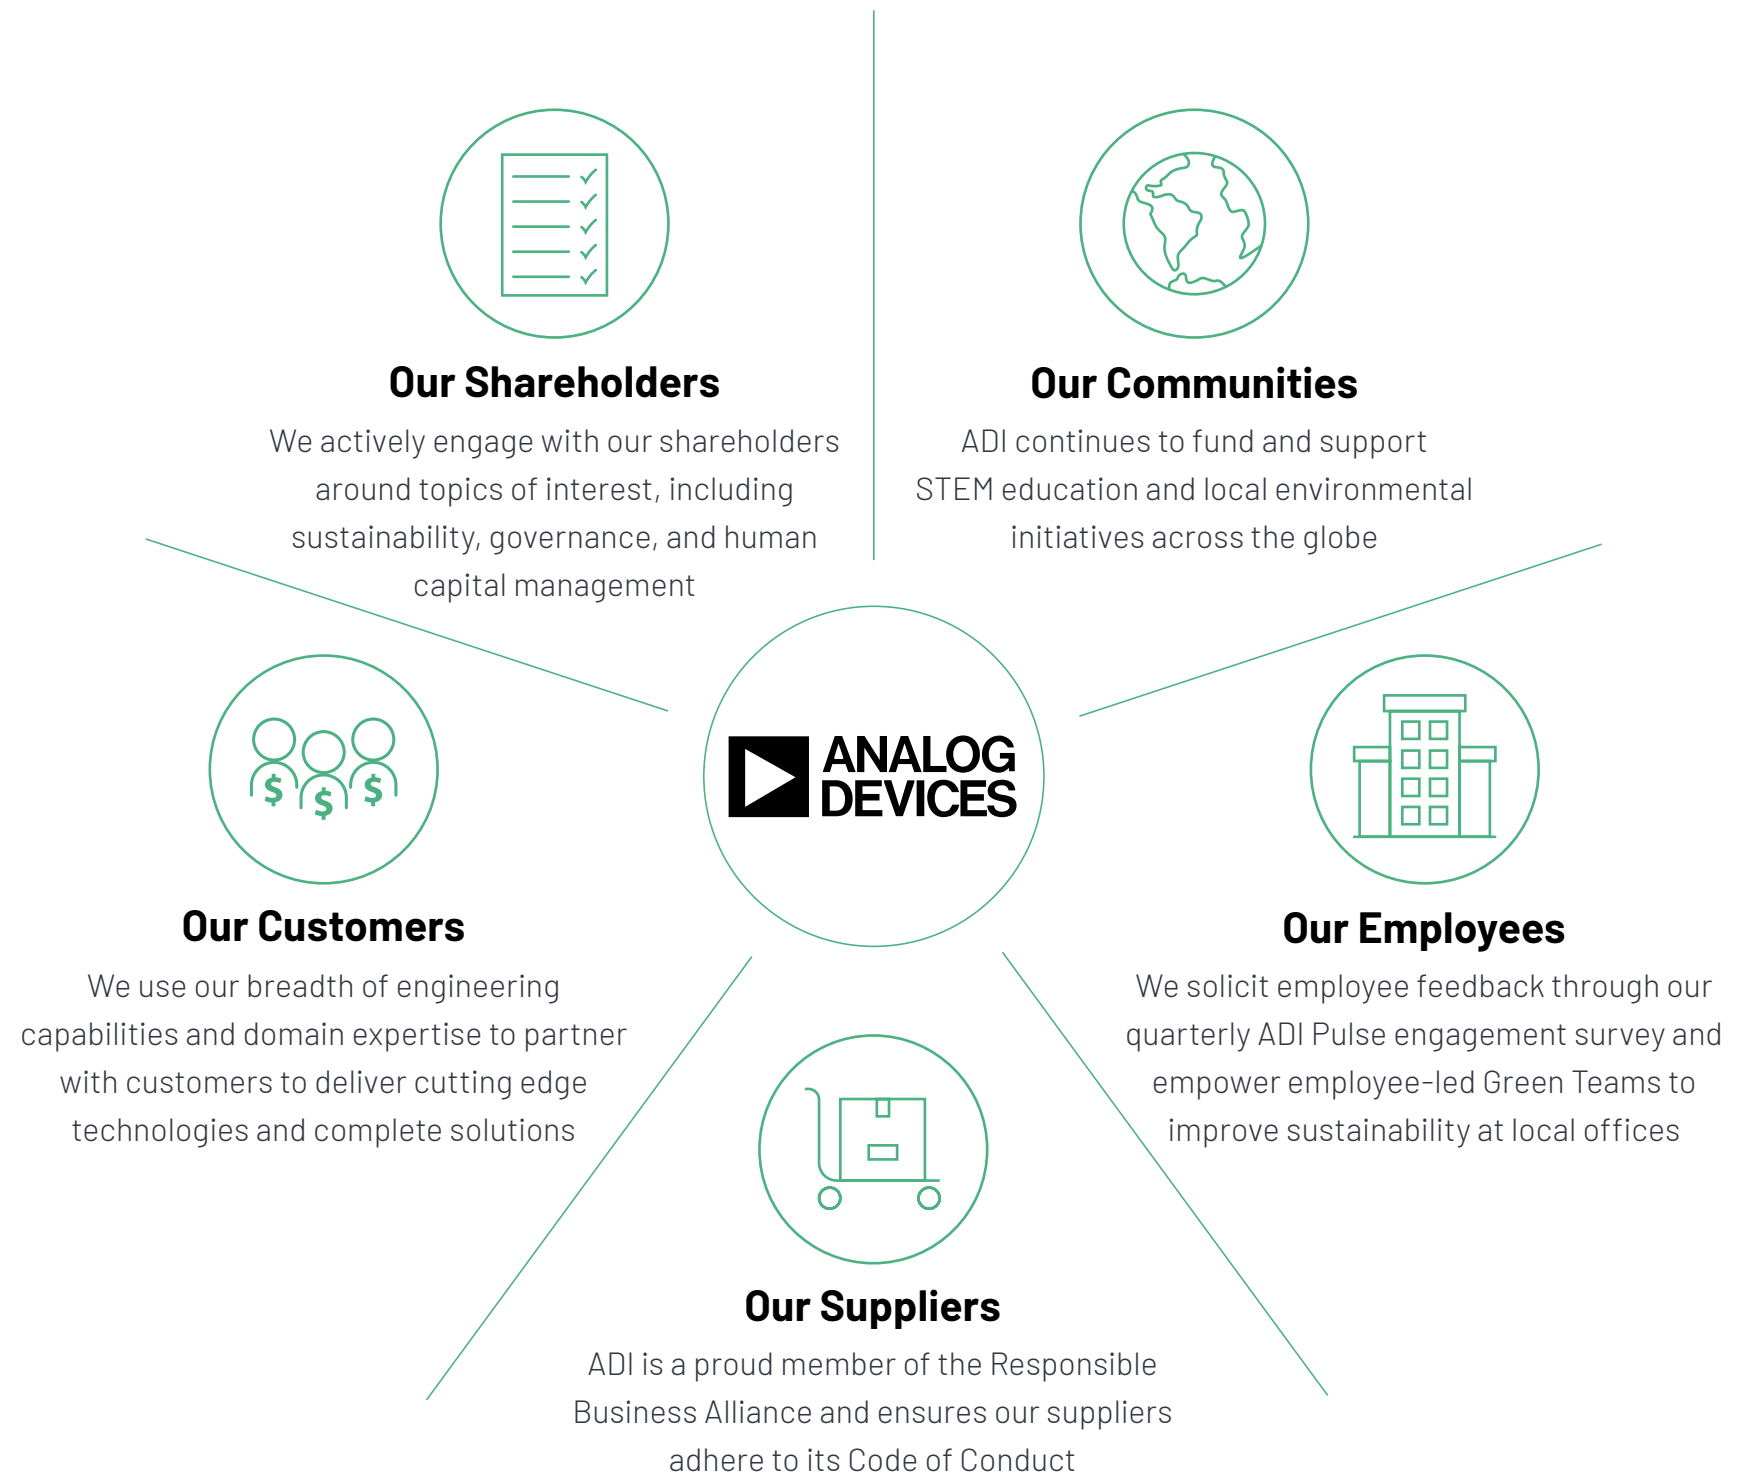 Our Shareholders
We actively engage with our shareholders
around topics of interest, including
sustainability, governance, and human
capital management
Our Communities
ADI continues to fund and support
STEM education and local environmental
initiatives across the globe
$ $ $
Our Customers
We use our breadth of engineering
capabilities and domain expertise to partner
with customers to deliver cutting edge
technologies and complete solutions
ANALOG
DEVICES
Our Employees
We solicit employee feedback through our
quarterly ADI Pulse engagement survey and
empower employee-led Green Teams to
improve sustainability at local offices
Our Suppliers
ADI is a proud member of the Responsible
Business Alliance and ensures our suppliers
adhere to its Code of Conduct